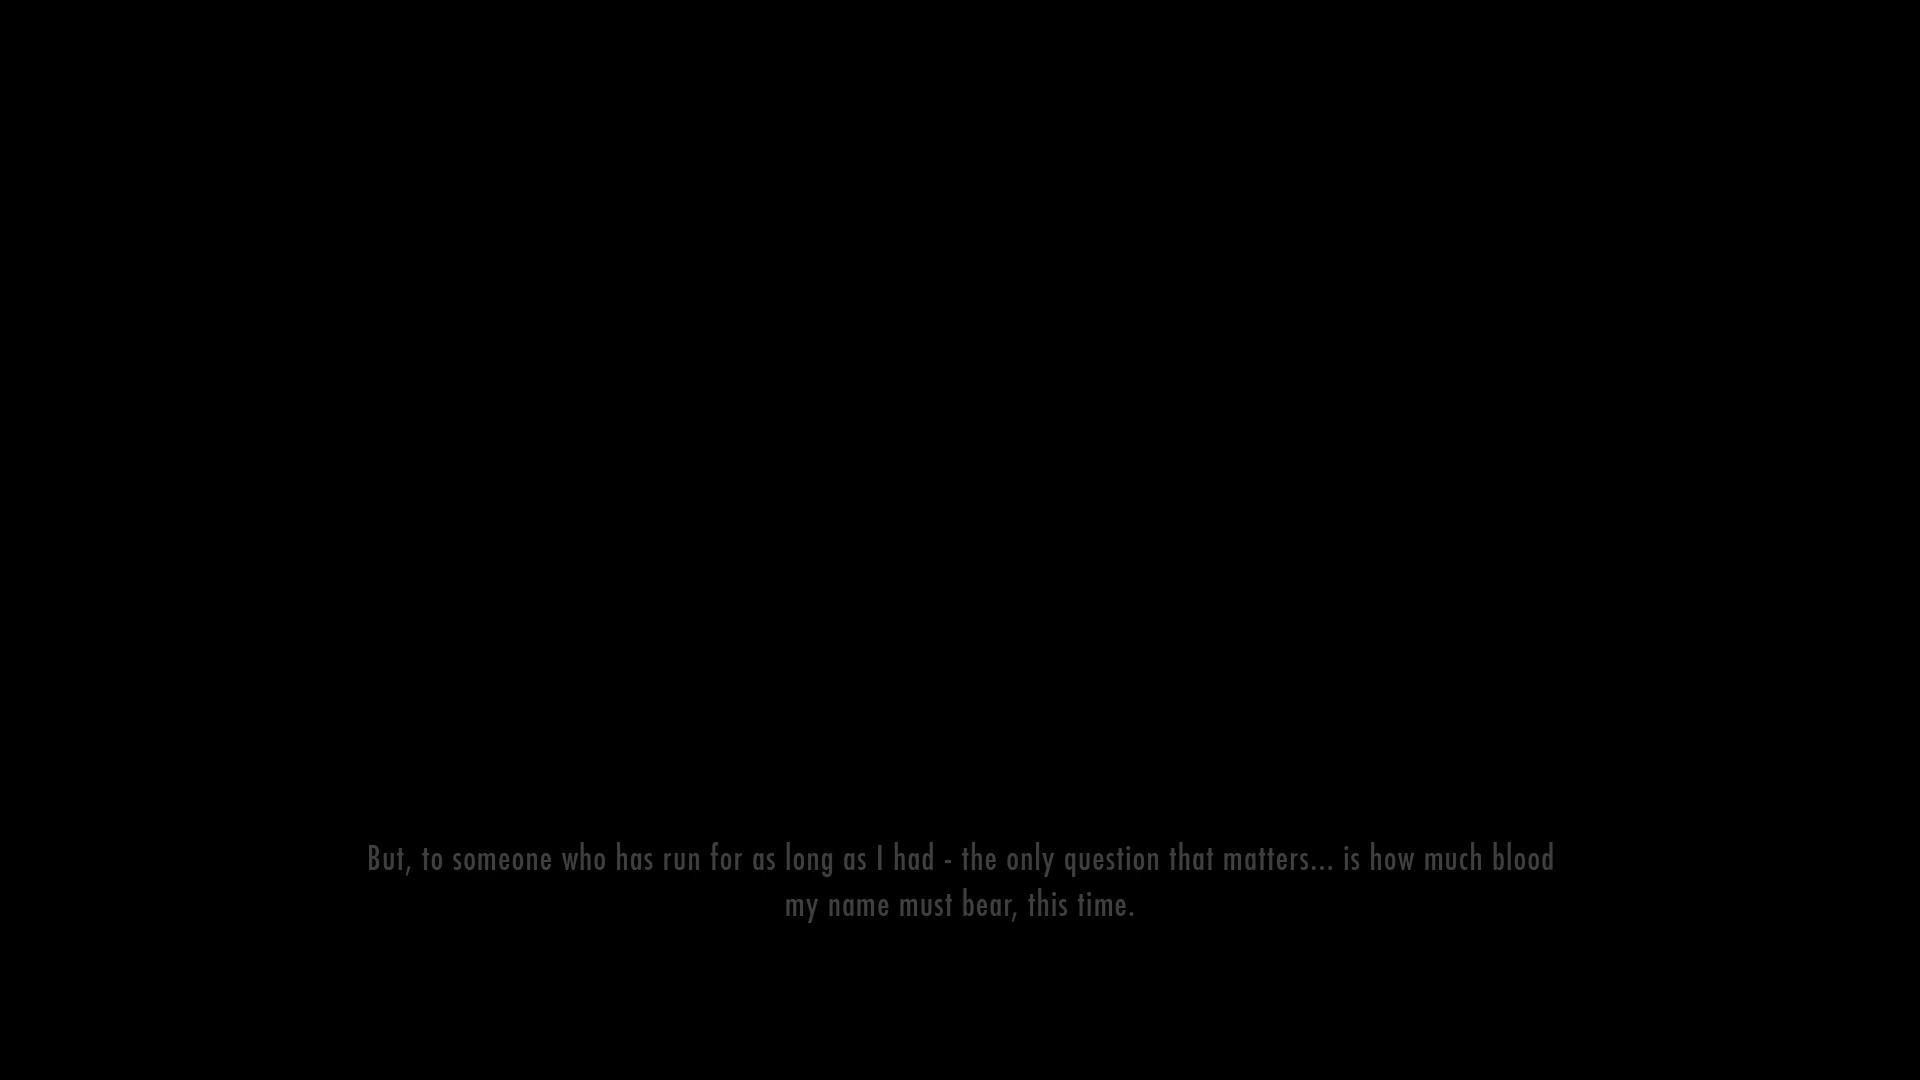 But, to someone who has run for as long as I had - the only question that matters... is how much blood
my name must bear, this time.